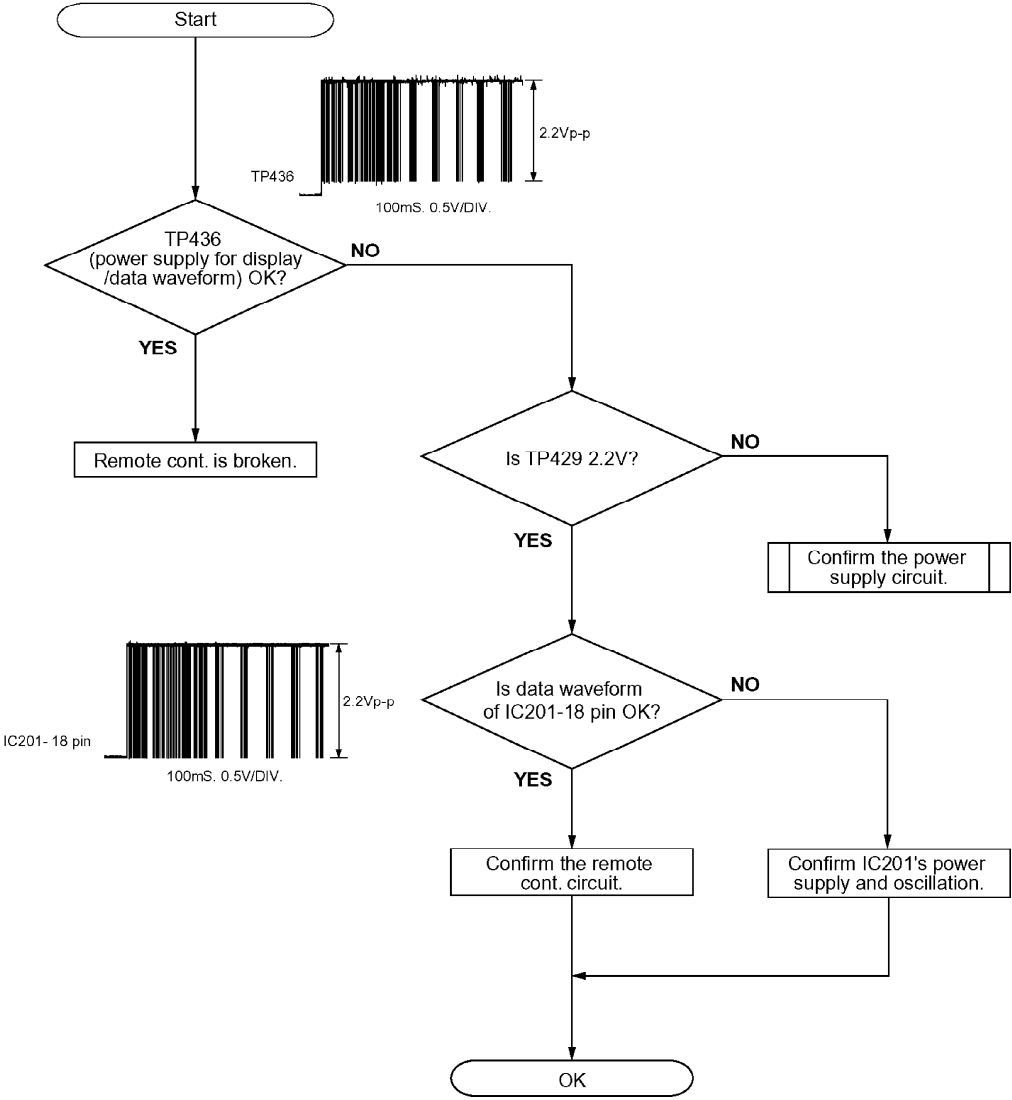 Start
2.2Vp-p
TP436
100mS. 0.5V/DIV.
TP436
(power supply for display
/data waveform) OK?
NO
YES
Remote cont. is broken.
Is TP429 2.2V?
NO
YES
Confirm the power
supply circuit.
2.2Vp-p
IC201- 18 pin
100mS. 0.5V/DIV.
Is data waveform
of IC201-18 pin OK?
NO
YES
Confirm the remote
cont. circuit.
Confirm IC201's power
supply and oscillation.
OK